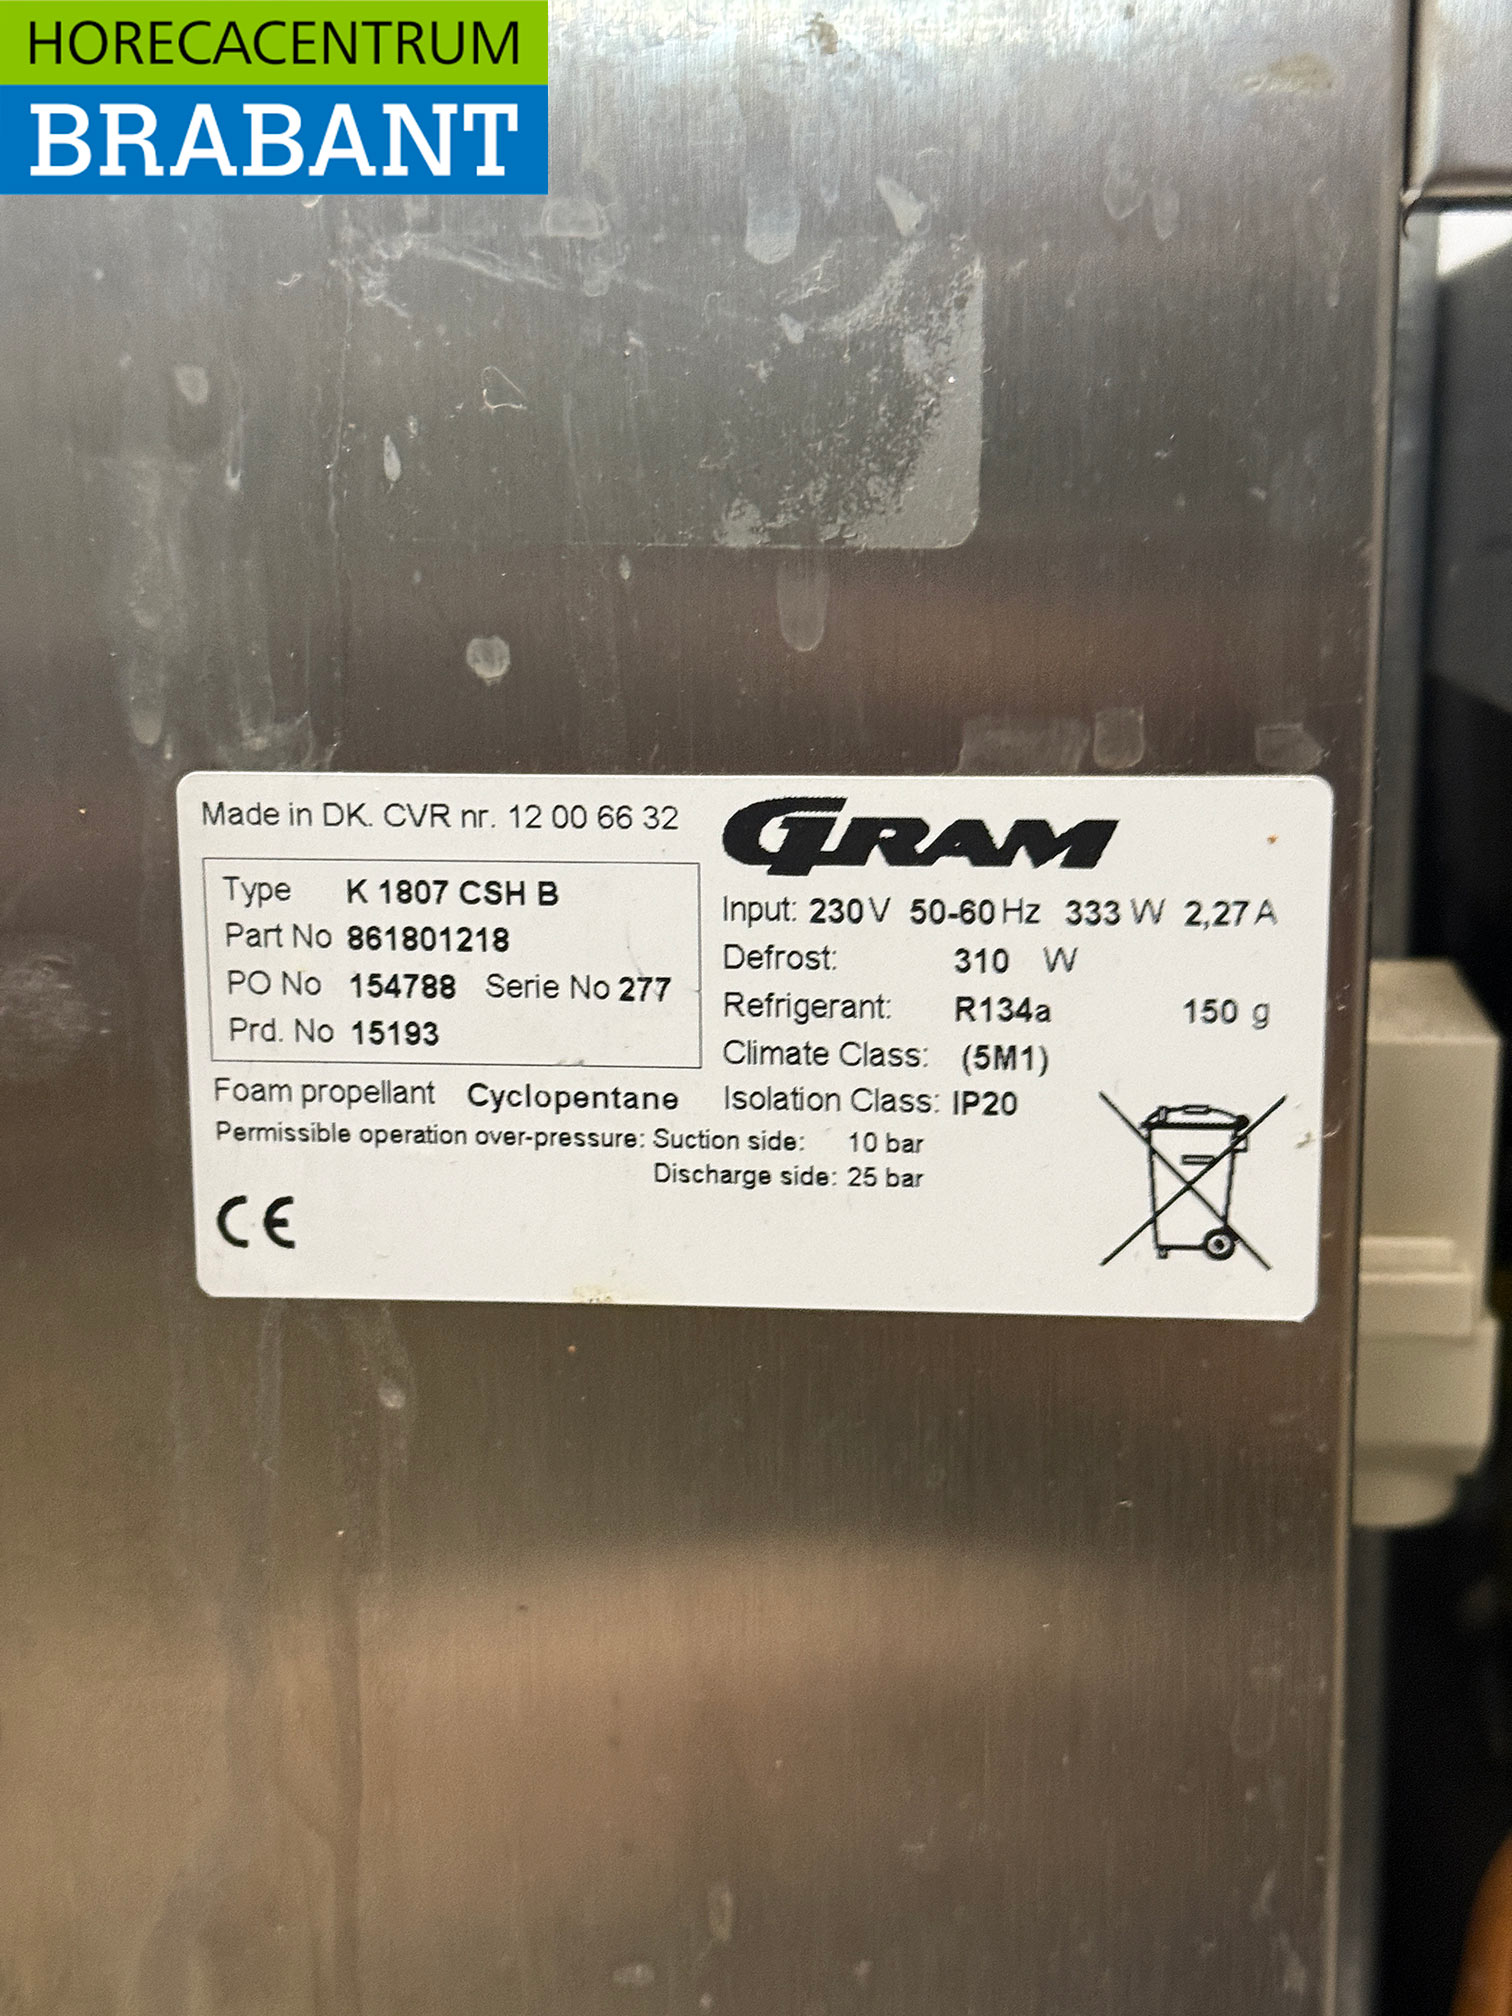 HORECACENTRUM
BRABANT
Made in DK. CVR nr. 12 00 66 32
GRAM
Type K 1807 CSH B
Part No 861801218
PO No 154788 Serie No 277
Prd. No 15193
Input: 230 V 50-60 Hz 333 W 2,27 A
Defrost: 310 W
Refrigerant: R134a 150 g
Climate Class: (5M1)
Isolation Class: IP20
Foam propellant Cyclopentane
Permissible operation over-pressure: Suction side: 10 bar
Discharge side: 25 bar
CE